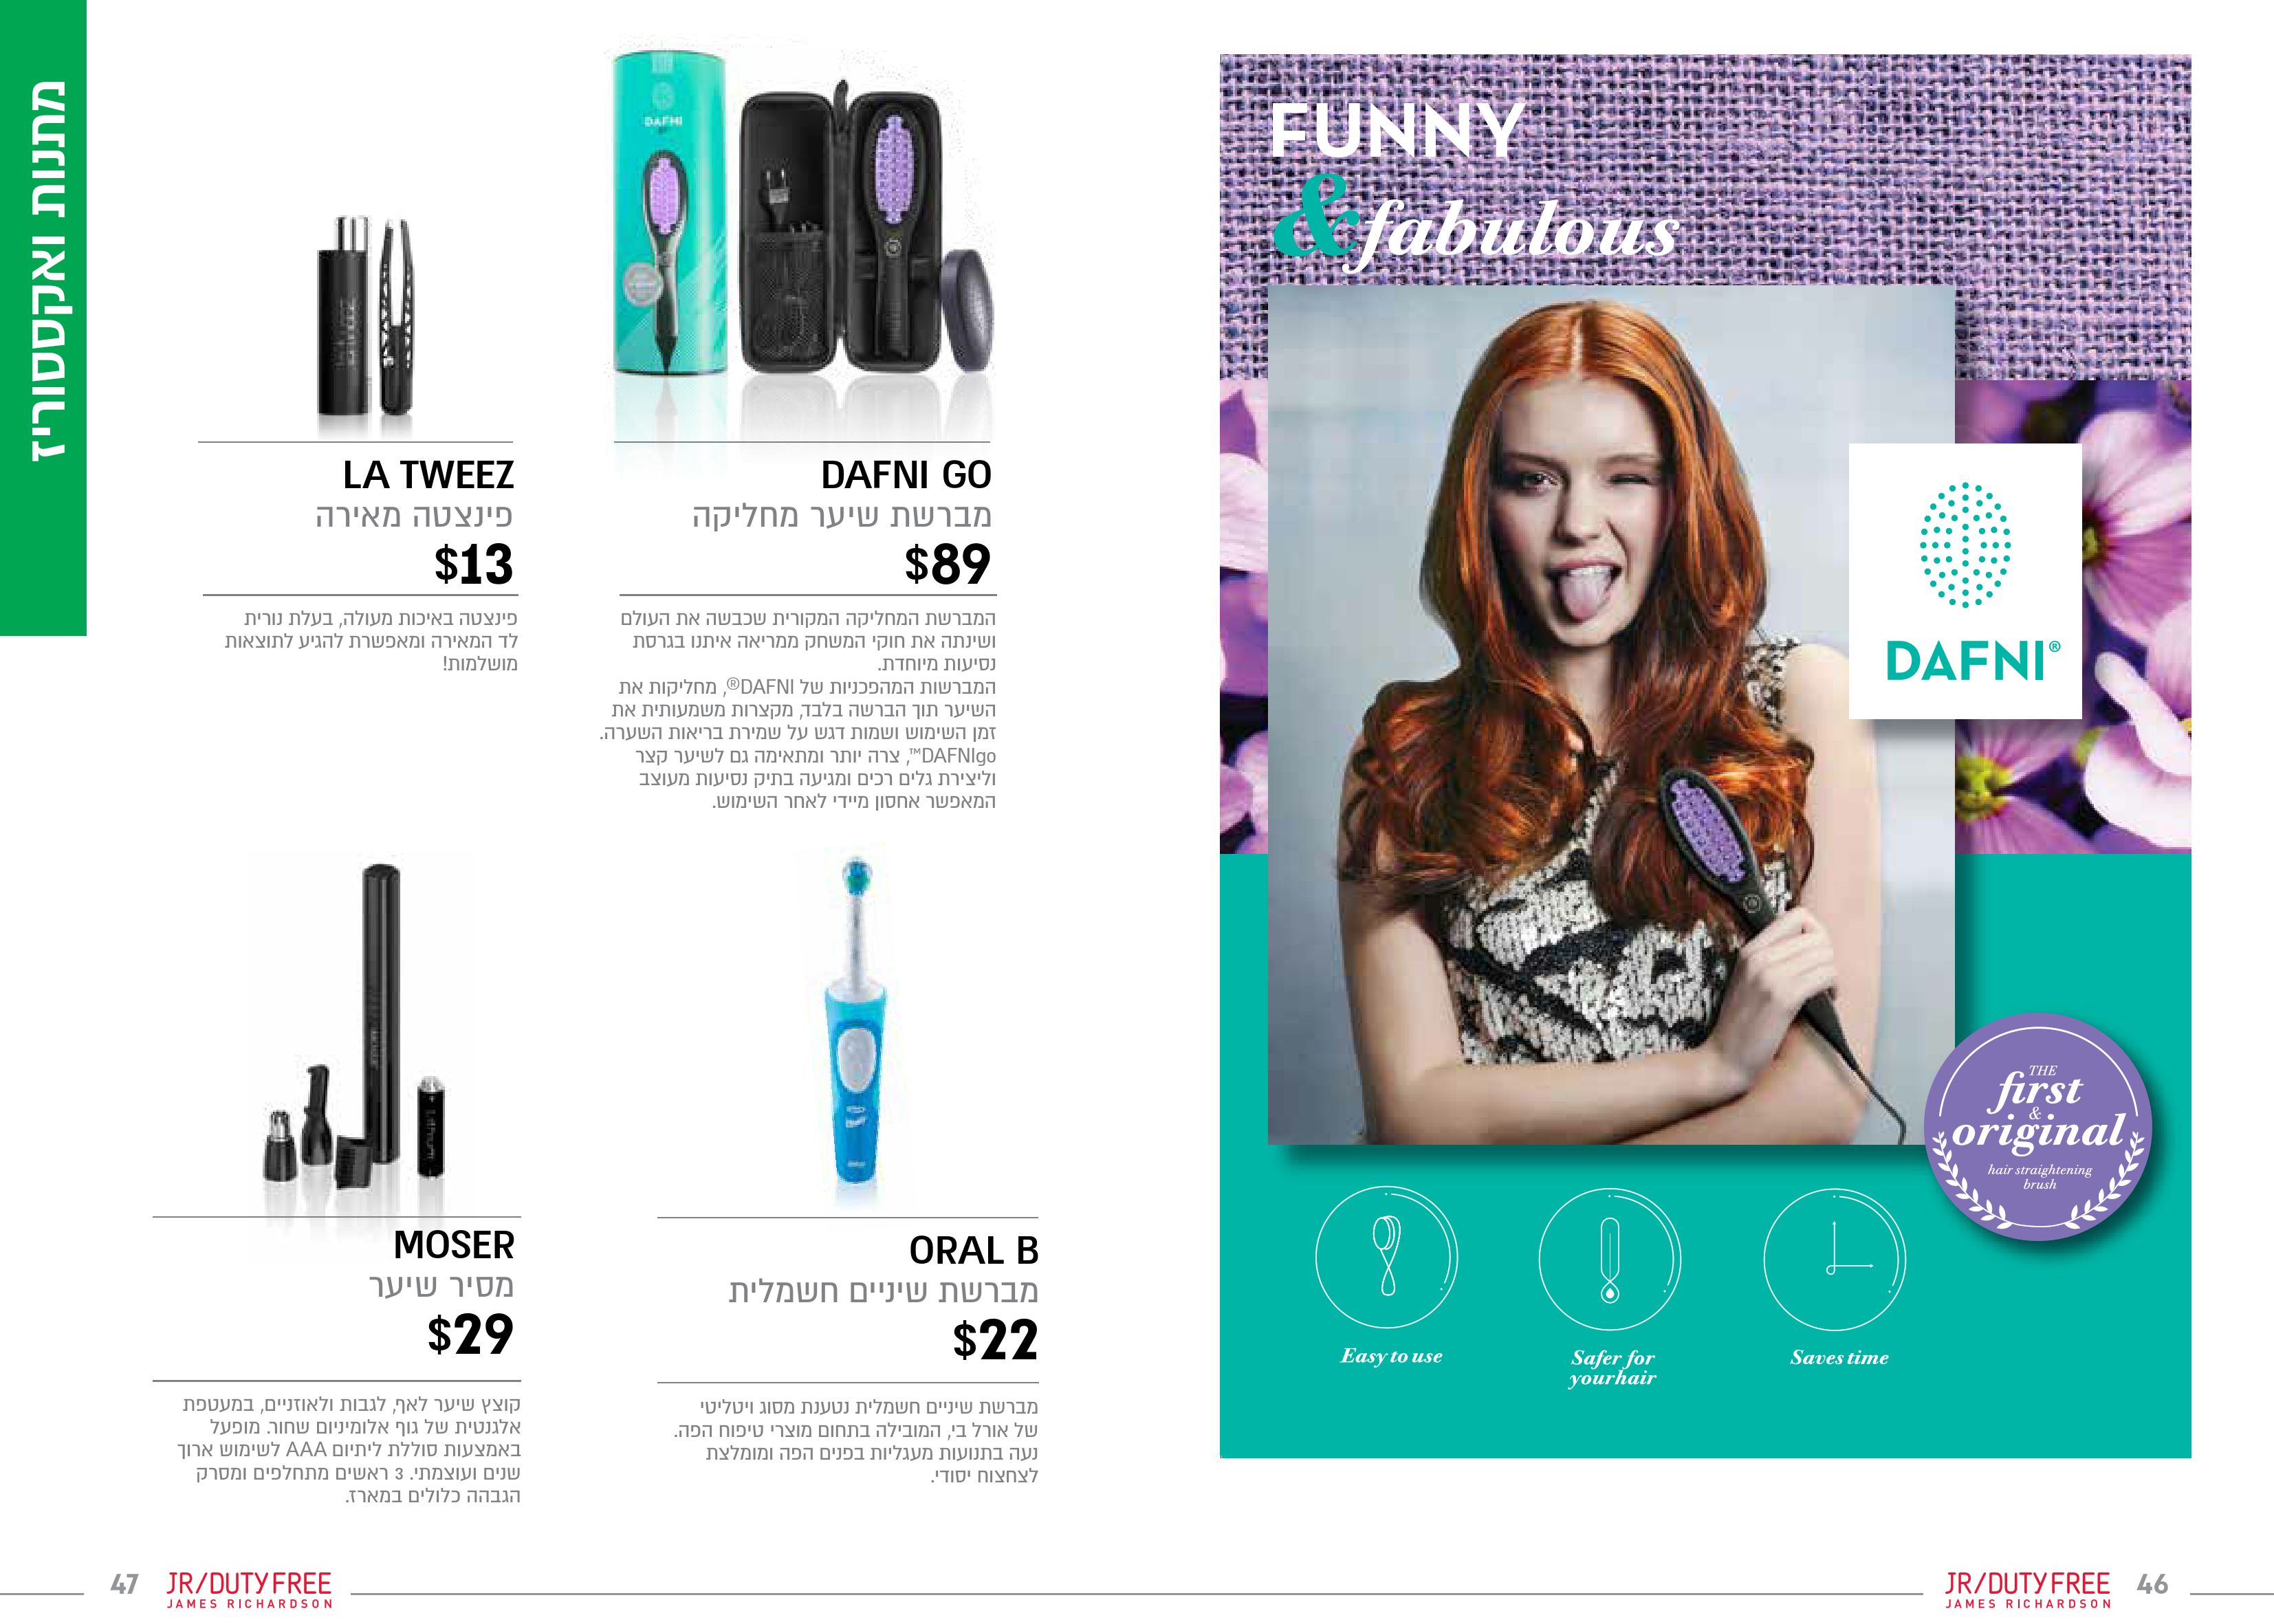 FUNNY
& fabulous
DAFNI®
THE
first
&
original
hair straightening
brush
Easy to use
Safer for
yourhair
Saves time
JR/DUTY FREE
JAMES RICHARDSON
46
מתנות ואקססוריז
DAFNI
DAFNI GO
מברשת שיער מחליקה
$89
המברשת המחליקה המקורית שכבשה את העולם
ושינתה את חוקי המשחק ממריאה איתנו בגרסת
נסיעות מיוחדת.
המברשות המהפכניות של DAFNI®, מחליקות את
השיער תוך הברשה בלבד, מקצרות משמעותית את
זמן השימוש ושמות דגש על שמירת בריאות השערה.
DAFNIgo™, צרה יותר ומתאימה גם לשיער קצר
וליצירת גלים רכים ומגיעה בתיק נסיעות מעוצב
המאפשר אחסון מיידי לאחר השימוש.
LA TWEEZ
פינצטה מאירה
$13
פינצטה באיכות מעולה, בעלת נורית
לד המאירה ומאפשרת להגיע לתוצאות
מושלמות!
ORAL B
מברשת שיניים חשמלית
$22
מברשת שיניים חשמלית נטענת מסוג ויטליטי
של אורל בי, המובילה בתחום מוצרי טיפוח הפה.
נעה בתנועות מעגליות בפנים הפה ומומלצת
לצחצוח יסודי.
MOSER
מסיר שיער
$29
קוצץ שיער לאף, לגבות ולאוזניים, במעטפת
אלגנטית של גוף אלומיניום שחור. מופעל
באמצעות סוללת ליתיום AAA לשימוש ארוך
שנים ועוצמתי. 3 ראשים מתחלפים ומסרק
הגבהה כלולים במארז.
47
JR/DUTY FREE
JAMES RICHARDSON